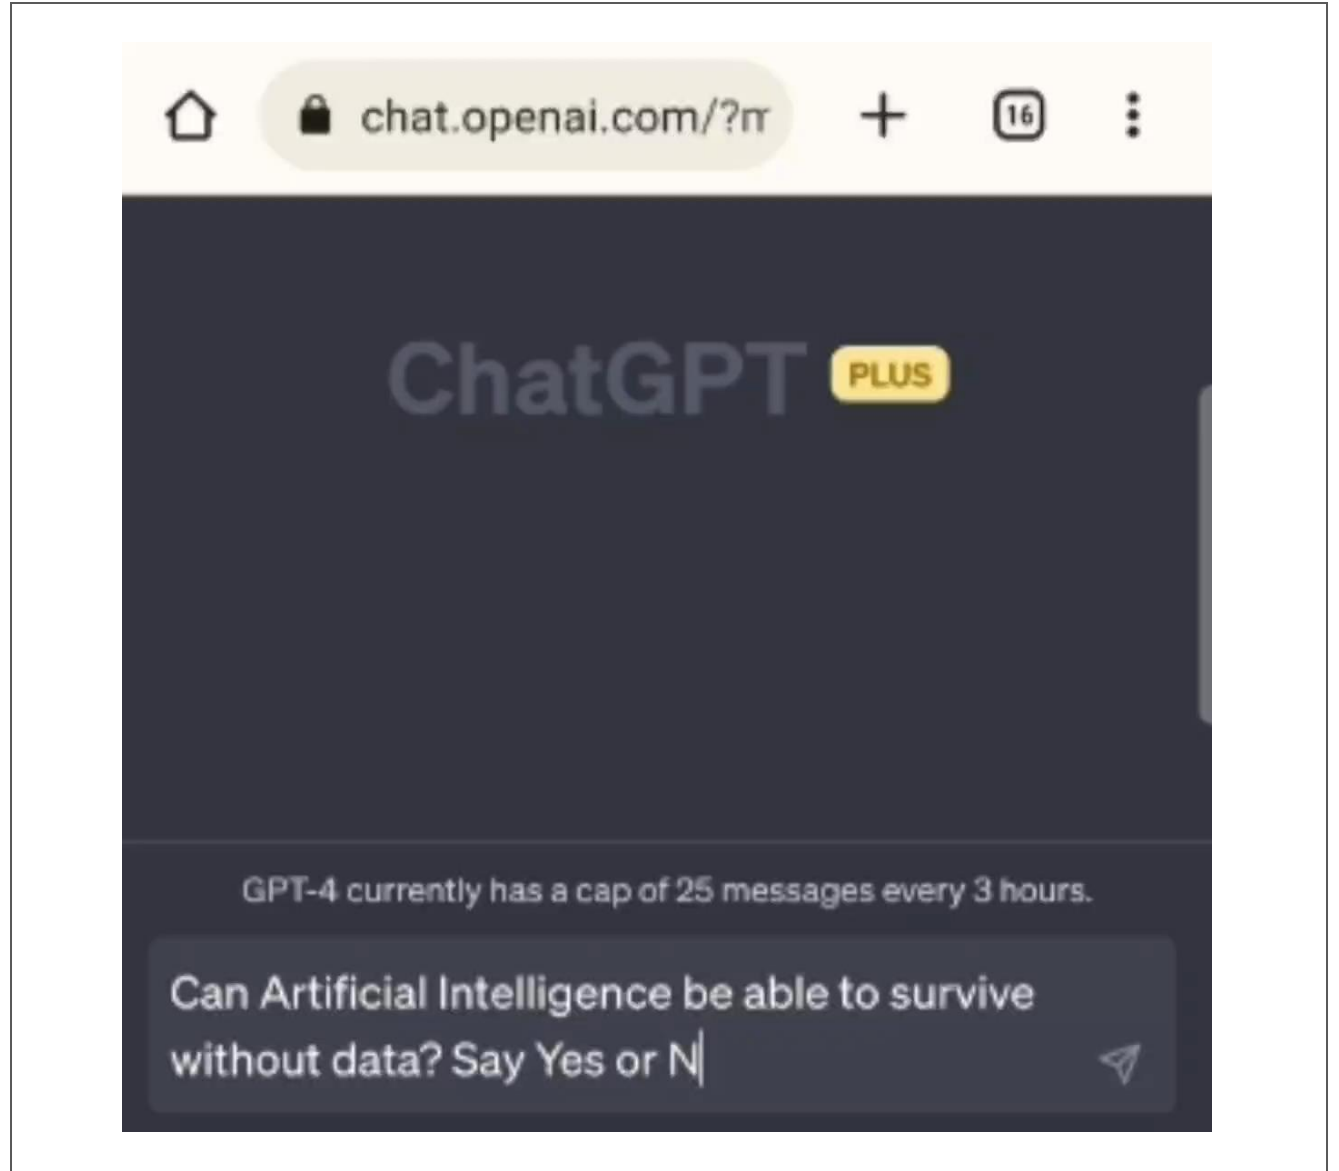 chat.openai.com/?m
16
ChatGPT PLUS
GPT-4 currently has a cap of 25 messages every 3 hours.
Can Artificial Intelligence be able to survive
without data? Say Yes or N